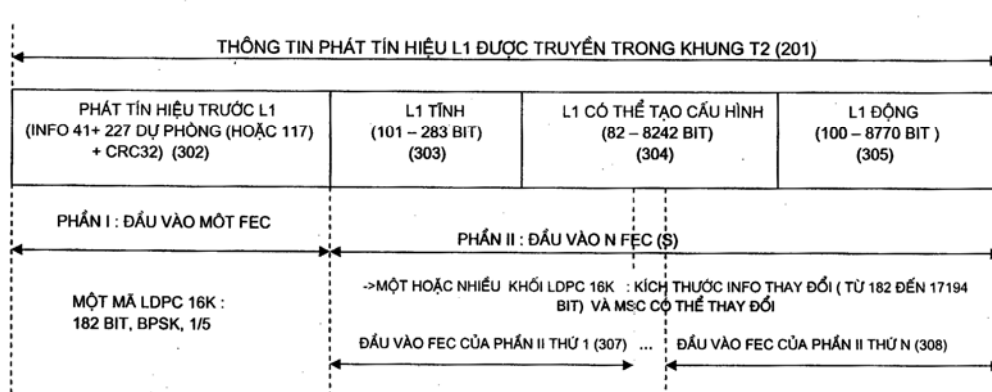 THÔNG TIN PHÁT TÍN HIỆU L1 ĐƯỢC TRUYỀN TRONG KHUNG T2 (201)
PHÁT TÍN HIỆU TRƯỚC L1
(INFO 41+ 227 DỰ PHÒNG (HOẶC 117)
+ CRC32) (302)
L1 TĨNH
(101 – 283 BIT)
(303)
L1 CÓ THỂ TẠO CẤU HÌNH
(82 – 8242 BIT)
(304)
L1 ĐỘNG
(100 – 8770 BIT )
(305)
PHẦN I : ĐẦU VÀO MÔT FEC
PHẦN II : ĐẦU VÀO N FEC (S)
MỘT MÃ LDPC 16K :
182 BIT, BPSK, 1/5
->MỘT HOẶC NHIỀU KHỐI LDPC 16K : KÍCH THƯỚC INFO THAY ĐỔI ( TỪ 182 ĐẾN 17194
BIT) VÀ MSC CÓ THỂ THAY ĐỔI
ĐẦU VÀO FEC CỦA PHẦN II THỨ 1 (307) ... ĐẦU VÀO FEC CỦA PHẦN II THỨ N (308)